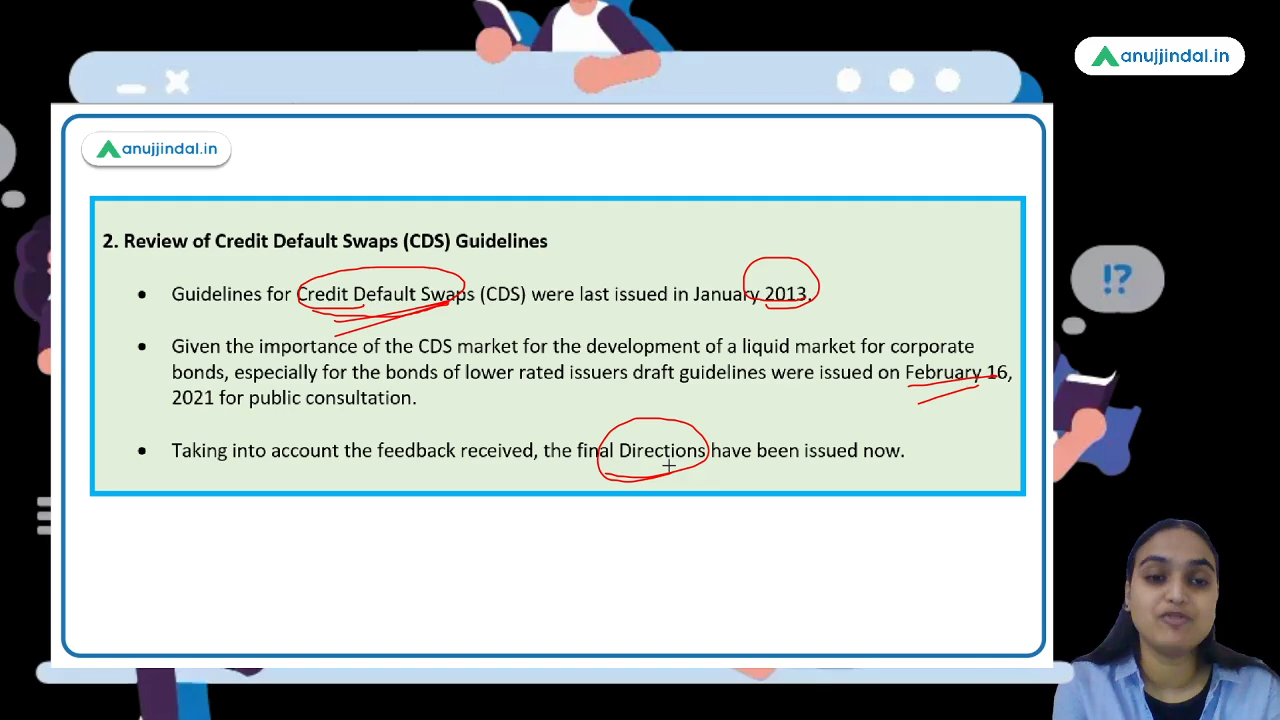 anujjindal.in
anujjindal.in
2. Review of Credit Default Swaps (CDS) Guidelines
• Guidelines for Credit Default Swaps (CDS) were last issued in January 2013.
• Given the importance of the CDS market for the development of a liquid market for corporate
bonds, especially for the bonds of lower rated issuers draft guidelines were issued on February 16,
2021 for public consultation.
• Taking into account the feedback received, the final Directions have been issued now.
!?